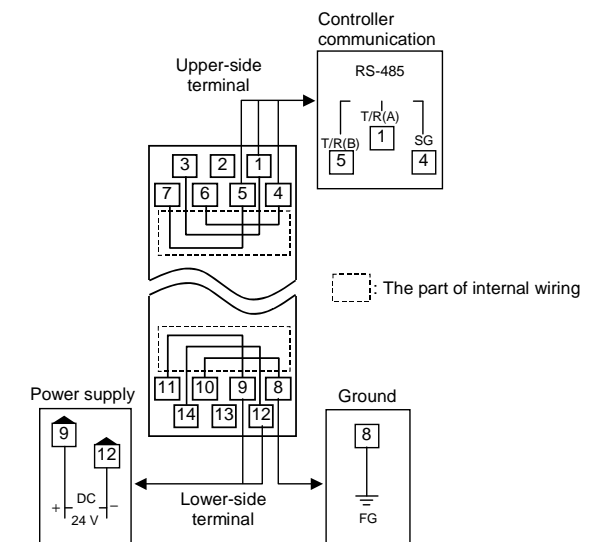 Controller
communication
RS-485
T/R(A)
1
T/R(B)
SG
5
4
Upper-side
terminal
3 2 1
7 6 5 4
: The part of internal wiring
11 10 9 8
14 13 12
Power supply
9
12
+ DC −
24 V
Lower-side
terminal
Ground
8
FG